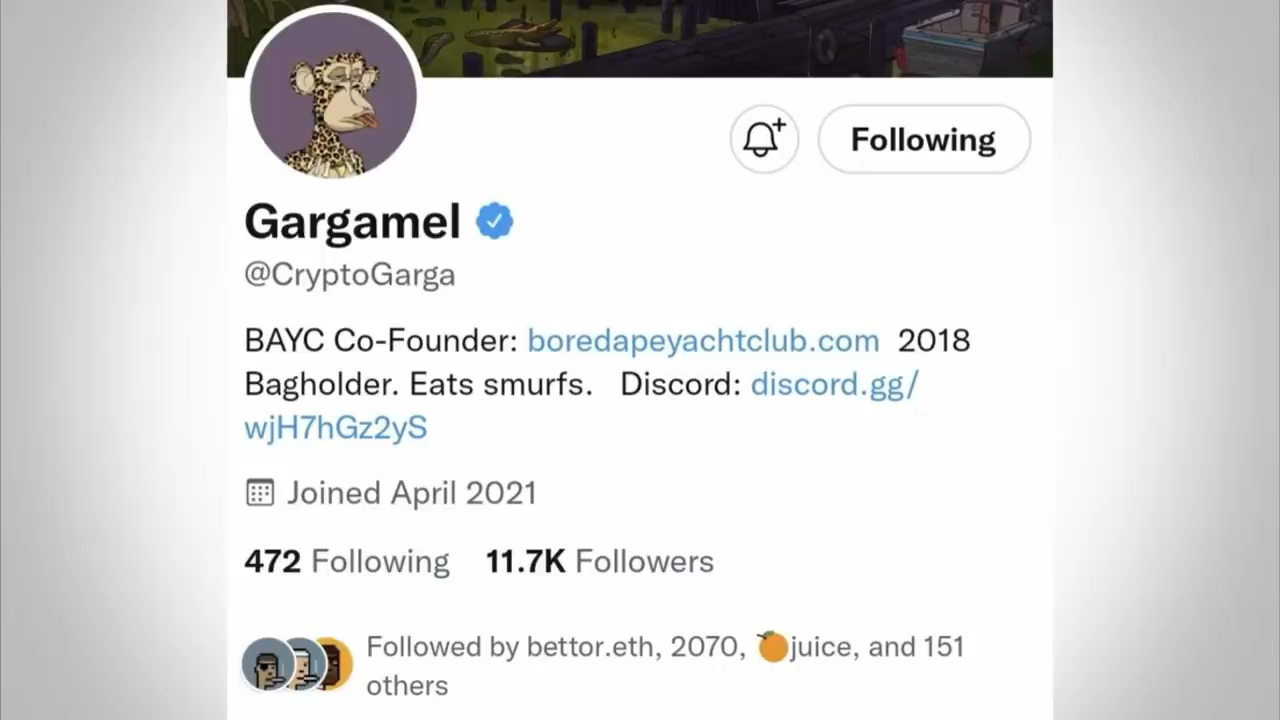 Following
Gargamel
@CryptoGarga
BAYC Co-Founder: boredapeyachtclub.com 2018
Bagholder. Eats smurfs. Discord: discord.gg/
wjH7hGz2yS
Joined April 2021
472 Following 11.7K Followers
Followed by bettor.eth, 2070, 🍊juice, and 151
others